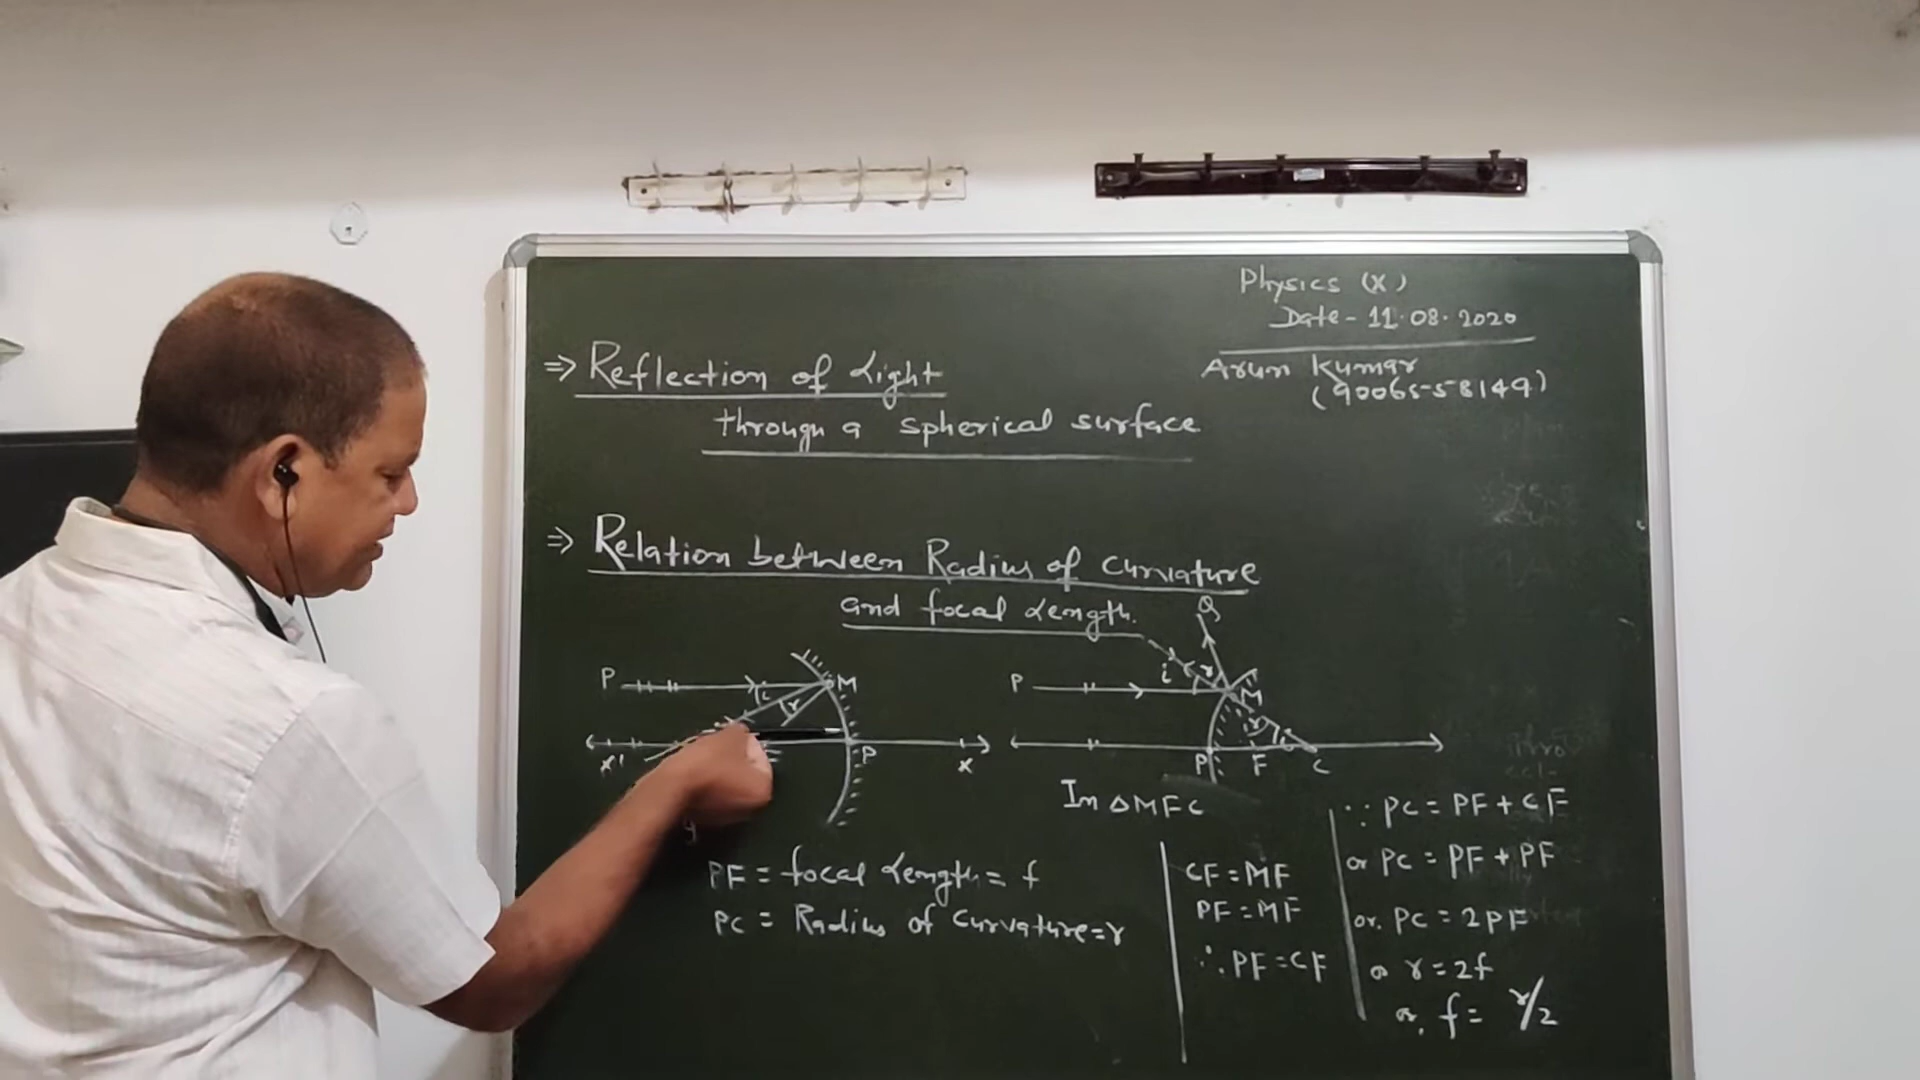 Physics (X)
Date - 11.08.2020
Arun Kumar
(9006558149)
⇒ Reflection of Light
through a spherical surface
⇒ Relation between Radius of curvature
and focal Length.
P
i
r
M
P
X'
X
Q
P
i
r
M
r
i
P F C
In △MFC
PF = focal Length = f
PC = Radius of Curvature = r
CF = MF
PF = MF
∴ PF = CF
∵ PC = PF + CF
or PC = PF + PF
or. PC = 2PF
or r = 2f
or, f = r/2